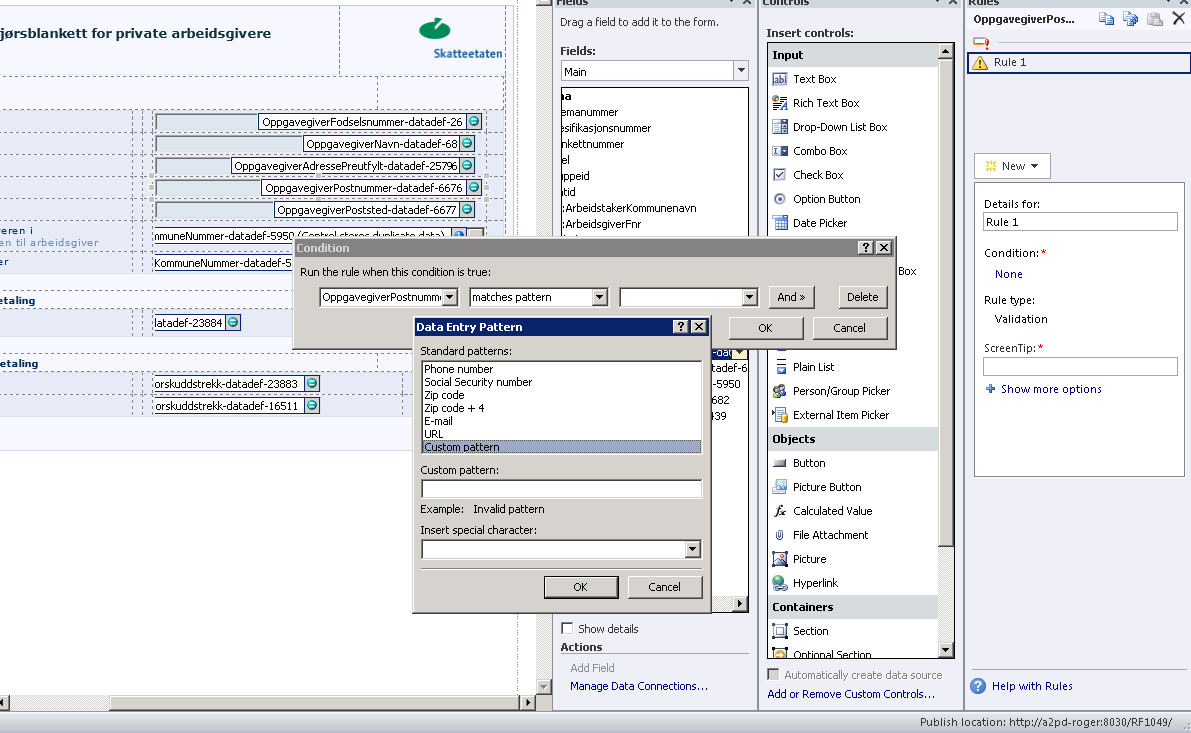 jørsblankett for private arbeidsgivere
Skatteetaten
OppgavegiverFodselsnummer-datadef-26
OppgavegiverNavn-datadef-68
OppgavegiverAdressePreutfylt-datadef-25796
OppgavegiverPostnummer-datadef-6676
OppgavegiverPoststed-datadef-6677
eren i
en til arbeidsgiver
er
mmuneNummer-datadef-5950 (Control stores duplicate data)
KommuneNummer-datadef-5
etaling
latadef-23884
etaling
orskuddstrekk-datadef-23883
orskuddstrekk-datadef-16511
Fields
Drag a field to add it to the form.
Fields:
Main
na
emanummer
esifikasjonsnummer
nkettnummer
el
uppeid
tid
:ArbeidstakerKommunenavn
:ArbeidsgiverFnr
-dat
tadef-6
-5950
682
439
Show details
Actions
Add Field
Manage Data Connections...
Controls
Insert controls:
Input
Text Box
Rich Text Box
Drop-Down List Box
Combo Box
Check Box
Option Button
Date Picker
Box
Plain List
Person/Group Picker
External Item Picker
Objects
Button
Picture Button
Calculated Value
File Attachment
Picture
Hyperlink
Containers
Section
Optional Section
Automatically create data source
Add or Remove Custom Controls...
Rules
OppgavegiverPos...
Rule 1
New
Details for:
Rule 1
Condition: *
None
Rule type:
Validation
ScreenTip: *
Show more options
Help with Rules
Condition
Run the rule when this condition is true:
OppgavegiverPostnumm
matches pattern
And »
Delete
OK
Cancel
Data Entry Pattern
Standard patterns:
Phone number
Social Security number
Zip code
Zip code + 4
E-mail
URL
Custom pattern
Custom pattern:
Example: Invalid pattern
Insert special character:
OK
Cancel
Publish location: http://a2pd-roger:8030/RF1049/